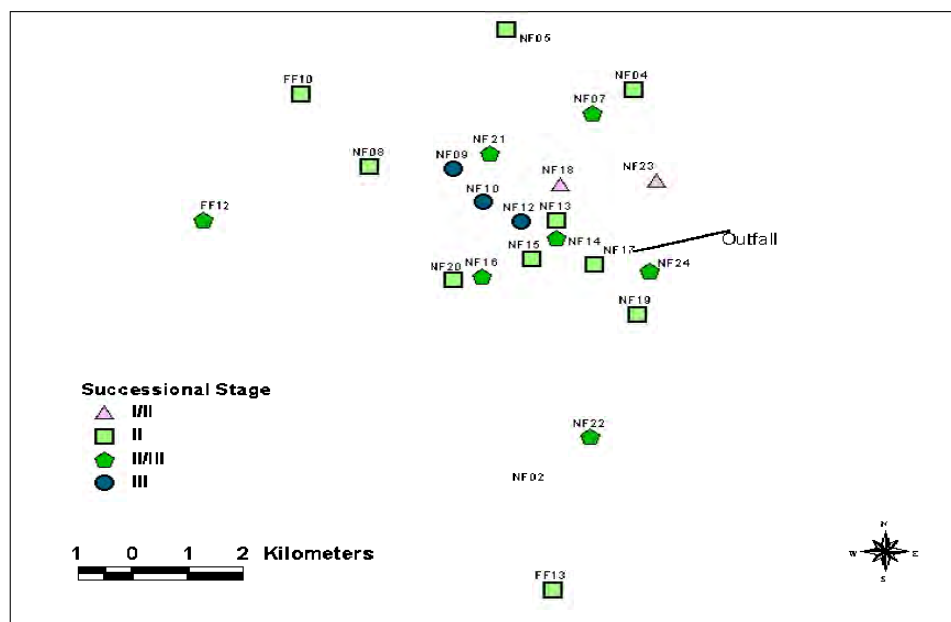 NF05
FF10
NF04
NF07
NF21
NF09
NF08
NF18
NF23
NF10
FF12
NF12
NF13
Outfall
NF14
NF15
NF17
NF16
NF20
NF24
NF19
Successional Stage
I/II
II
II/III
III
NF22
NF02
1 0 1 2 Kilometers
N
W E
S
FF13